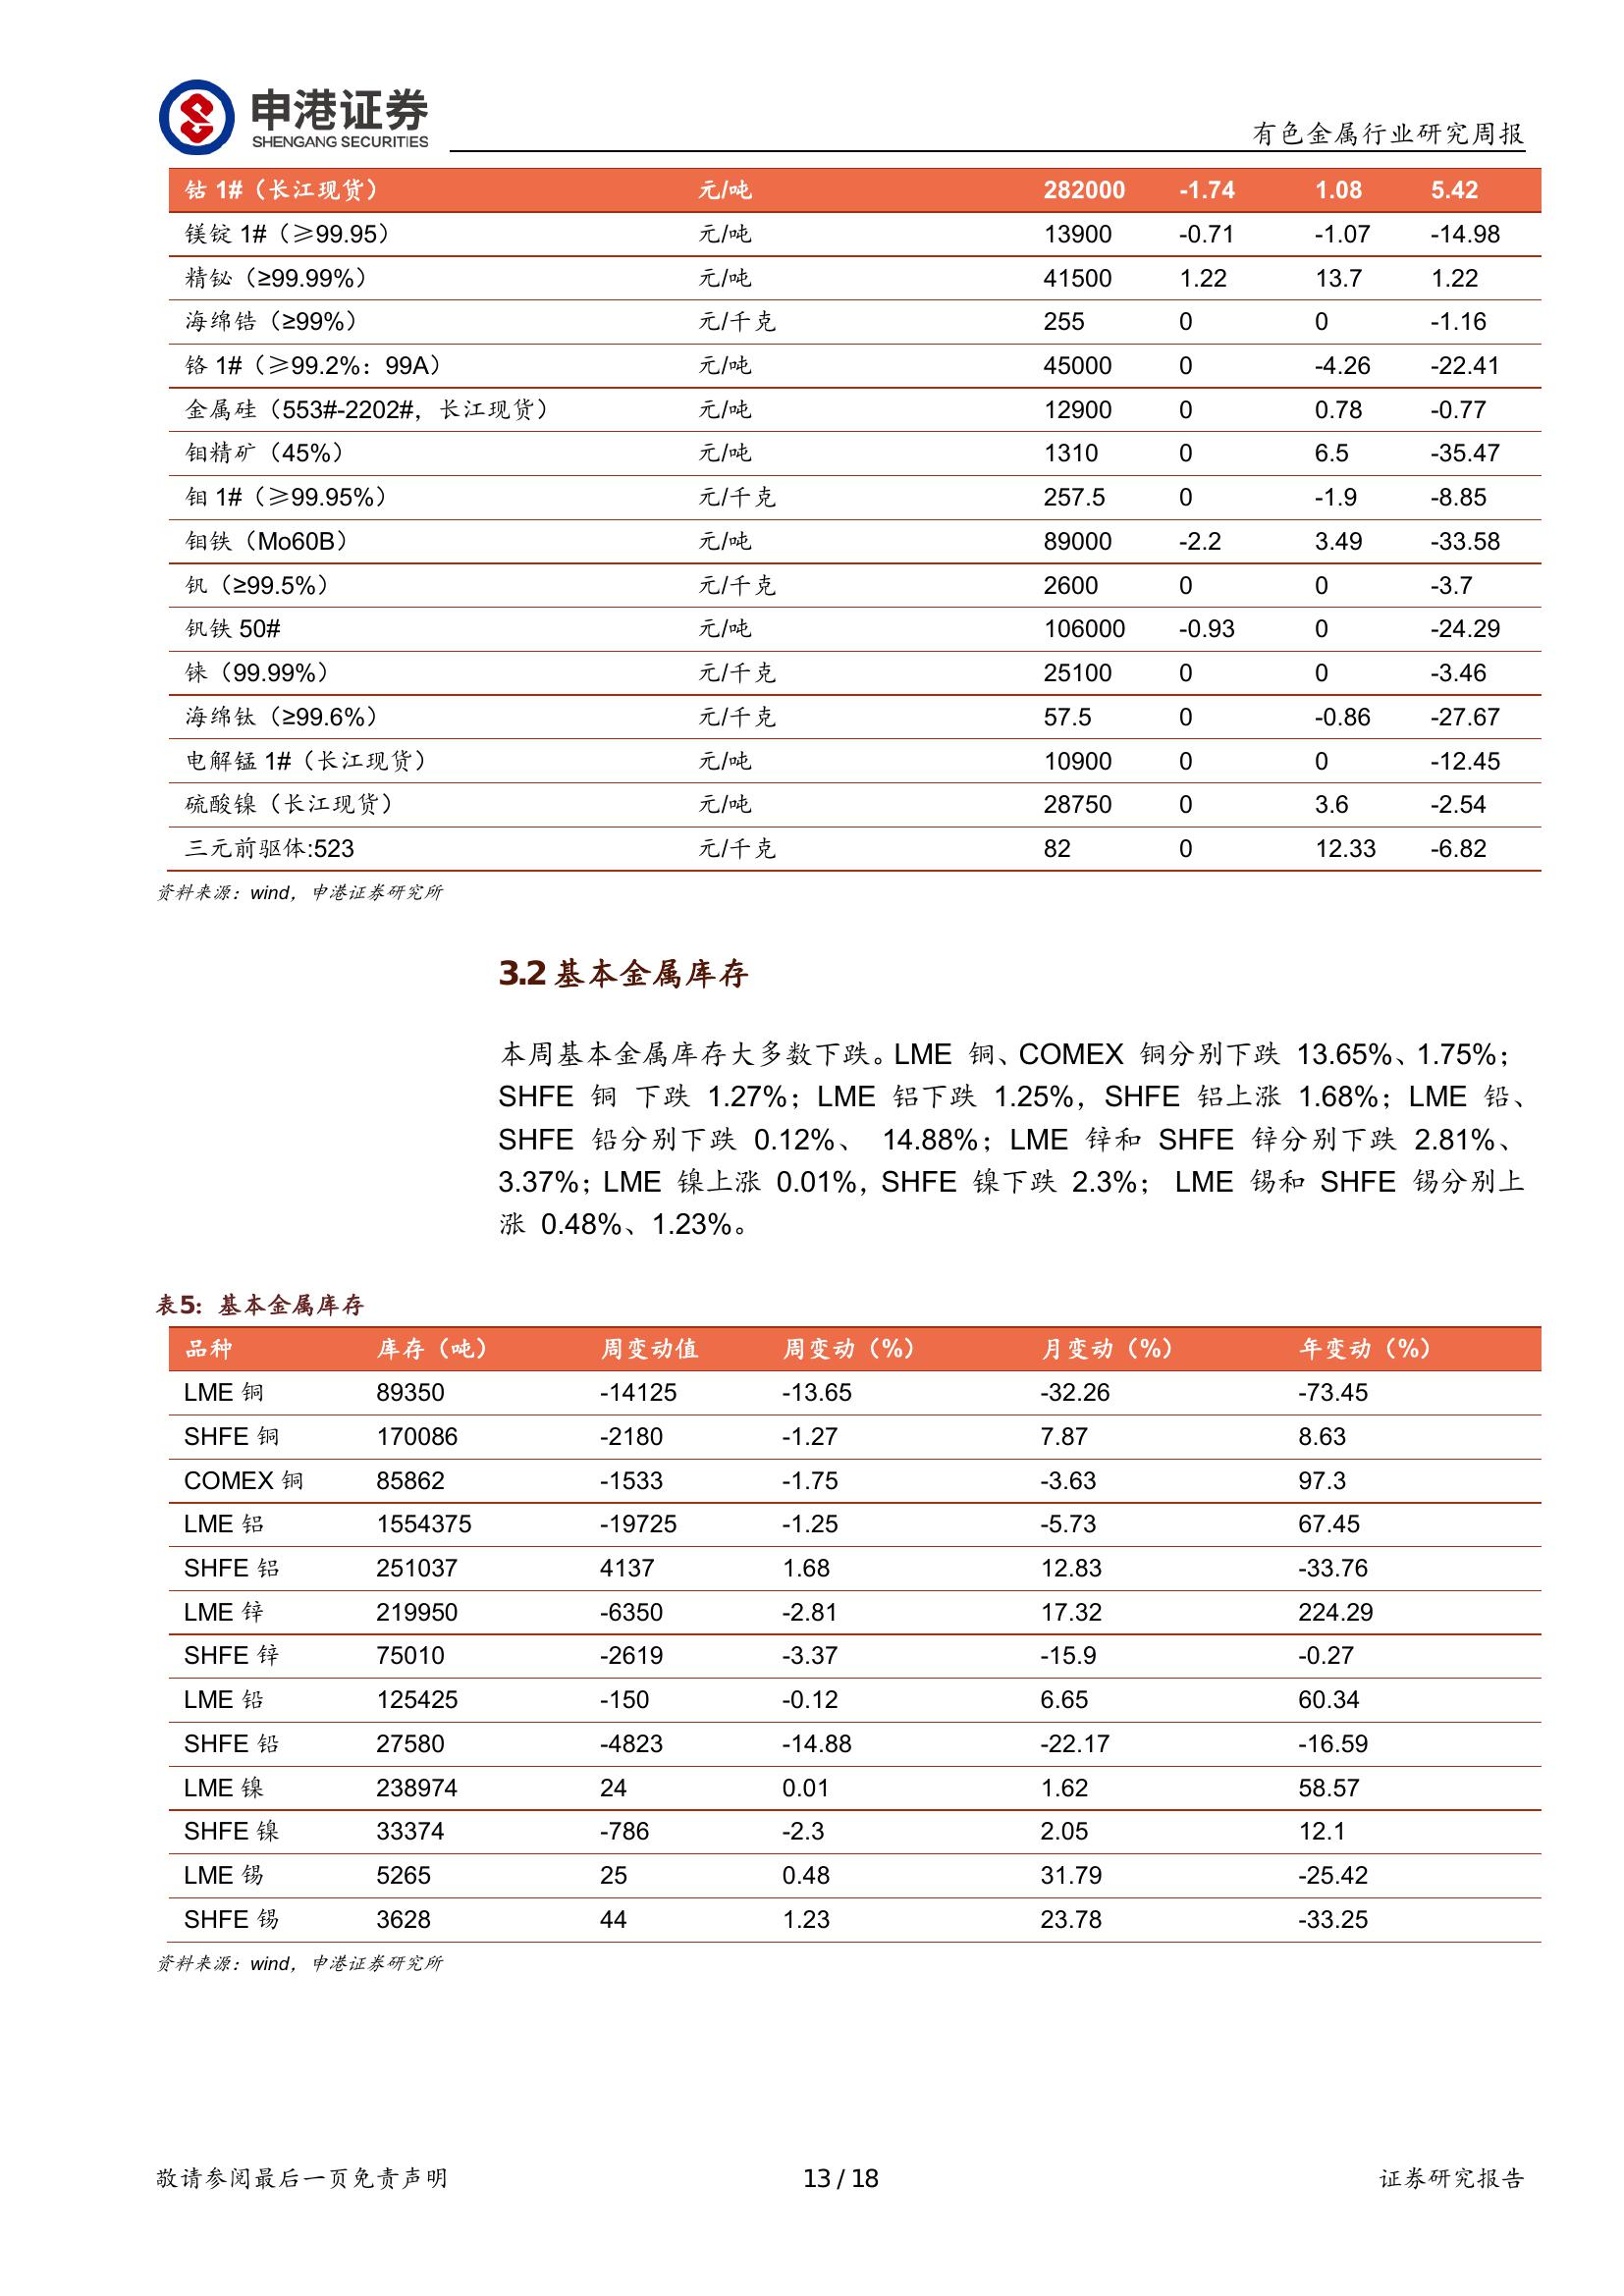 申港证券
SHENGANG SECURITIES
有色金属行业研究周报
钴 1#（长江现货） 元/吨 282000 -1.74 1.08 5.42
镁锭 1#（≥99.95） 元/吨 13900 -0.71 -1.07 -14.98
精铋（≥99.99%） 元/吨 41500 1.22 13.7 1.22
海绵锆（≥99%） 元/千克 255 0 0 -1.16
铬 1#（≥99.2%：99A） 元/吨 45000 0 -4.26 -22.41
金属硅（553#-2202#，长江现货） 元/吨 12900 0 0.78 -0.77
钼精矿（45%） 元/吨 1310 0 6.5 -35.47
钼 1#（≥99.95%） 元/千克 257.5 0 -1.9 -8.85
钼铁（Mo60B） 元/吨 89000 -2.2 3.49 -33.58
钒（≥99.5%） 元/千克 2600 0 0 -3.7
钒铁 50# 元/吨 106000 -0.93 0 -24.29
铼（99.99%） 元/千克 25100 0 0 -3.46
海绵钛（≥99.6%） 元/千克 57.5 0 -0.86 -27.67
电解锰 1#（长江现货） 元/吨 10900 0 0 -12.45
硫酸镍（长江现货） 元/吨 28750 0 3.6 -2.54
三元前驱体:523 元/千克 82 0 12.33 -6.82
资料来源：wind，申港证券研究所
3.2 基本金属库存
本周基本金属库存大多数下跌。LME 铜、COMEX 铜分别下跌 13.65%、1.75%；
SHFE 铜 下跌 1.27%；LME 铝下跌 1.25%，SHFE 铝上涨 1.68%；LME 铅、
SHFE 铅分别下跌 0.12%、 14.88%；LME 锌和 SHFE 锌分别下跌 2.81%、
3.37%；LME 镍上涨 0.01%，SHFE 镍下跌 2.3%； LME 锡和 SHFE 锡分别上
涨 0.48%、1.23%。
表5：基本金属库存
品种 库存（吨） 周变动值 周变动（%） 月变动（%） 年变动（%）
LME 铜 89350 -14125 -13.65 -32.26 -73.45
SHFE 铜 170086 -2180 -1.27 7.87 8.63
COMEX 铜 85862 -1533 -1.75 -3.63 97.3
LME 铝 1554375 -19725 -1.25 -5.73 67.45
SHFE 铝 251037 4137 1.68 12.83 -33.76
LME 锌 219950 -6350 -2.81 17.32 224.29
SHFE 锌 75010 -2619 -3.37 -15.9 -0.27
LME 铅 125425 -150 -0.12 6.65 60.34
SHFE 铅 27580 -4823 -14.88 -22.17 -16.59
LME 镍 238974 24 0.01 1.62 58.57
SHFE 镍 33374 -786 -2.3 2.05 12.1
LME 锡 5265 25 0.48 31.79 -25.42
SHFE 锡 3628 44 1.23 23.78 -33.25
资料来源：wind，申港证券研究所
敬请参阅最后一页免责声明 13 / 18 证券研究报告